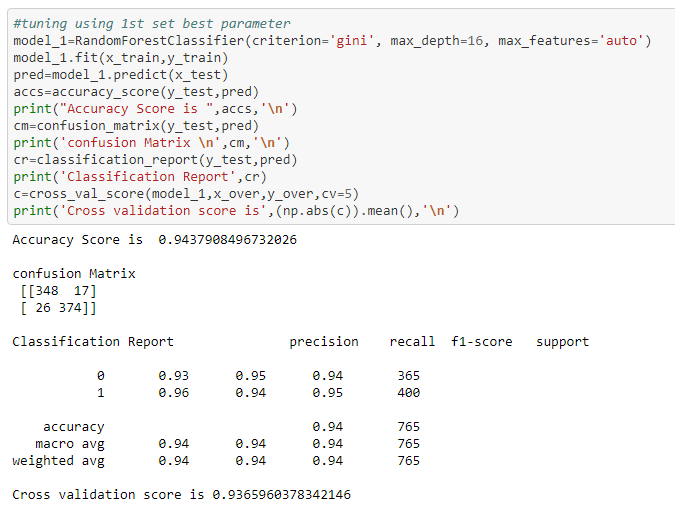 #tuning using 1st set best parameter
model_1=RandomForestClassifier(criterion='gini', max_depth=16, max_features='auto')
model_1.fit(x_train,y_train)
pred=model_1.predict(x_test)
accs=accuracy_score(y_test,pred)
print("Accuracy Score is ",accs,'\n')
cm=confusion_matrix(y_test,pred)
print('confusion Matrix \n',cm,'\n')
cr=classification_report(y_test,pred)
print('Classification Report',cr)
c=cross_val_score(model_1,x_over,y_over,cv=5)
print('Cross validation score is',(np.abs(c)).mean(),'\n')
Accuracy Score is  0.9437908496732026
confusion Matrix
 [[348  17]
 [ 26 374]]
Classification Report               precision    recall  f1-score   support
           0       0.93      0.95      0.94       365
           1       0.96      0.94      0.95       400
    accuracy                           0.94       765
   macro avg       0.94      0.94      0.94       765
weighted avg       0.94      0.94      0.94       765
Cross validation score is 0.9365960378342146